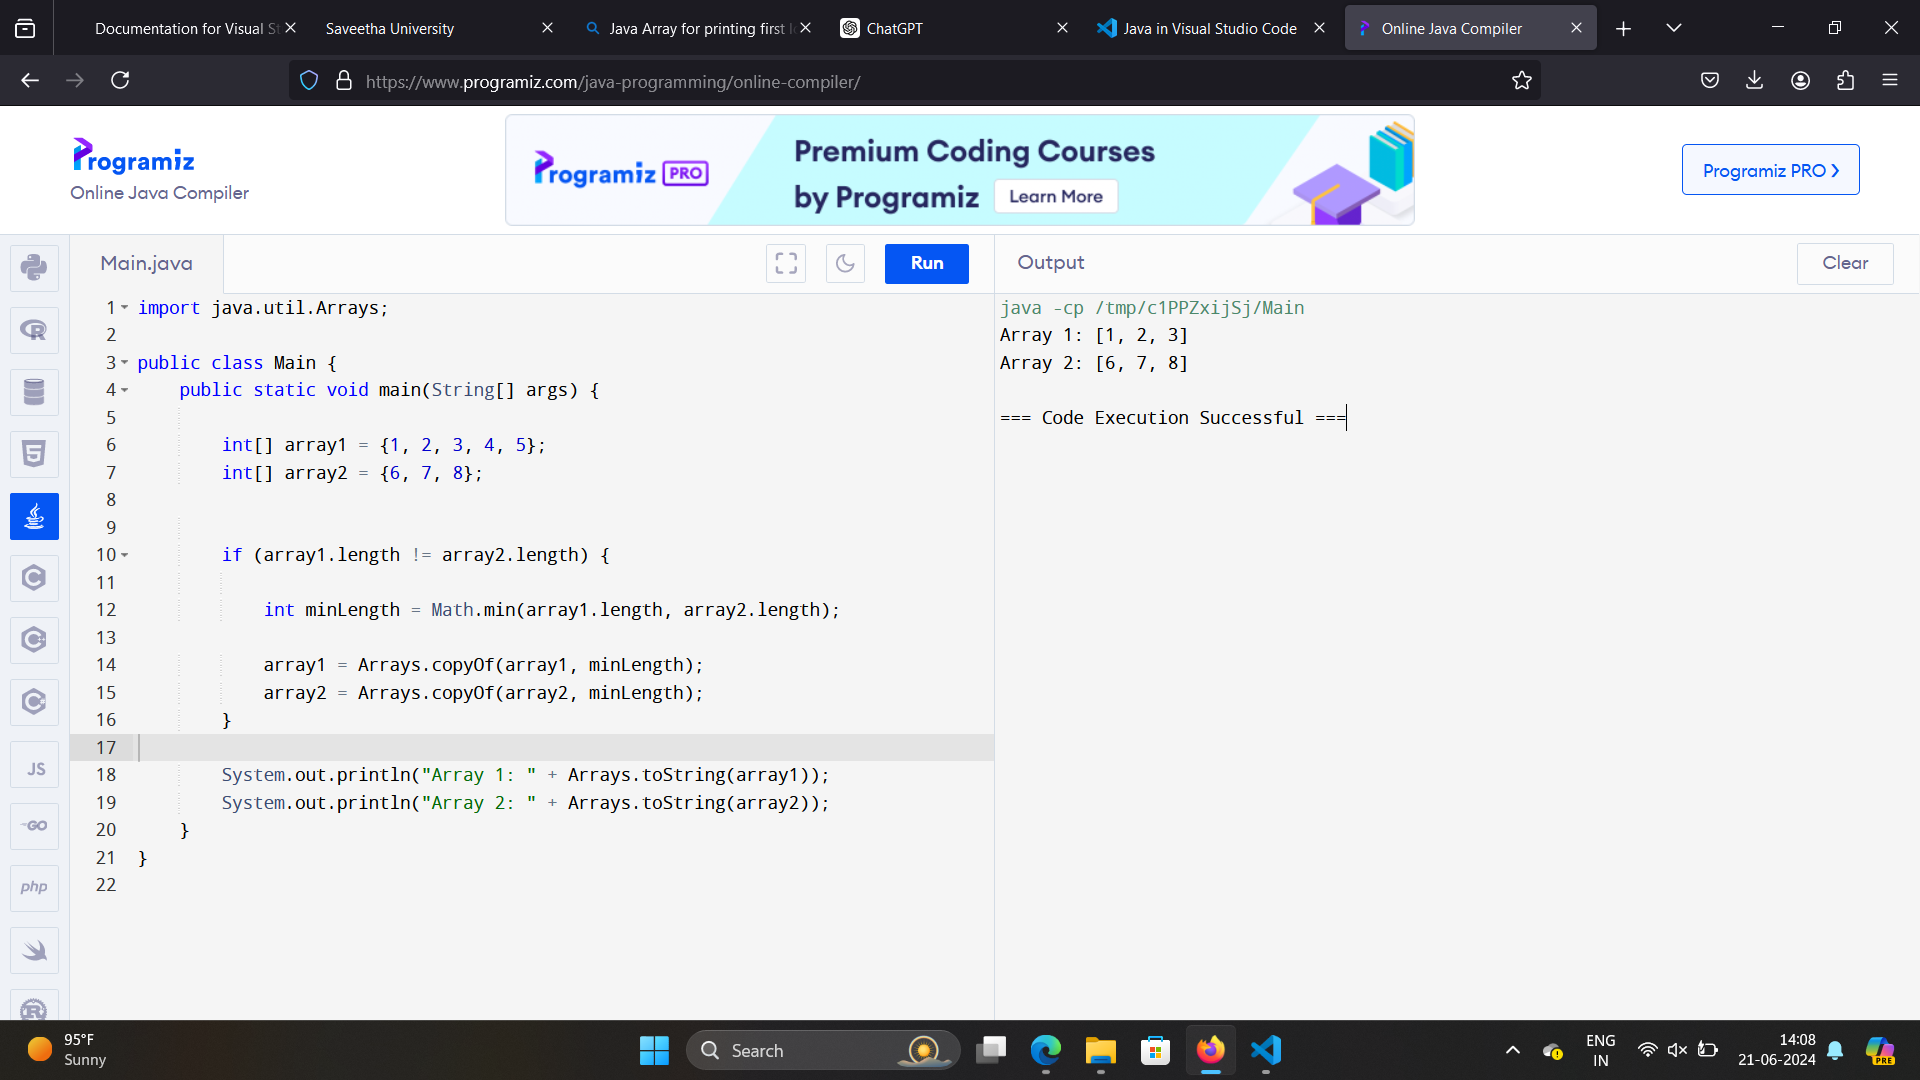 Documentation for Visual St
Saveetha University
Java Array for printing first l
ChatGPT
Java in Visual Studio Code
Online Java Compiler
https://www.programiz.com/java-programming/online-compiler/
Programiz
Online Java Compiler
Programiz PRO
Premium Coding Courses
by Programiz
Learn More
Programiz PRO ❯
Main.java
Run
Output
Clear
1 import java.util.Arrays;
2
3 public class Main {
4 public static void main(String[] args) {
5
6 int[] array1 = {1, 2, 3, 4, 5};
7 int[] array2 = {6, 7, 8};
8
9
10 if (array1.length != array2.length) {
11
12 int minLength = Math.min(array1.length, array2.length);
13
14 array1 = Arrays.copyOf(array1, minLength);
15 array2 = Arrays.copyOf(array2, minLength);
16 }
17
18 System.out.println("Array 1: " + Arrays.toString(array1));
19 System.out.println("Array 2: " + Arrays.toString(array2));
20 }
21 }
22
java -cp /tmp/c1PPZxijSj/Main
Array 1: [1, 2, 3]
Array 2: [6, 7, 8]
=== Code Execution Successful ===
JS
GO
php
95°F
Sunny
Search
ENG
IN
14:08
21-06-2024
PRE